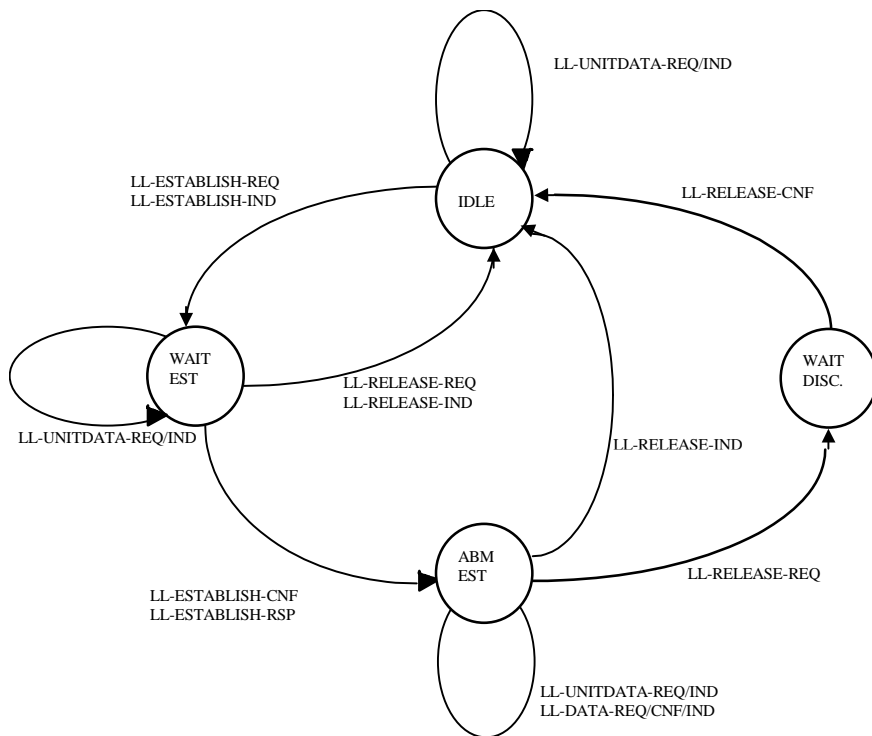 LL-UNITDATA-REQ/IND
LL-ESTABLISH-REQ
LL-ESTABLISH-IND
IDLE
LL-RELEASE-CNF
WAIT
EST
WAIT
DISC.
LL-RELEASE-REQ
LL-RELEASE-IND
LL-UNITDATA-REQ/IND
LL-RELEASE-IND
ABM
EST
LL-RELEASE-REQ
LL-ESTABLISH-CNF
LL-ESTABLISH-RSP
LL-UNITDATA-REQ/IND
LL-DATA-REQ/CNF/IND